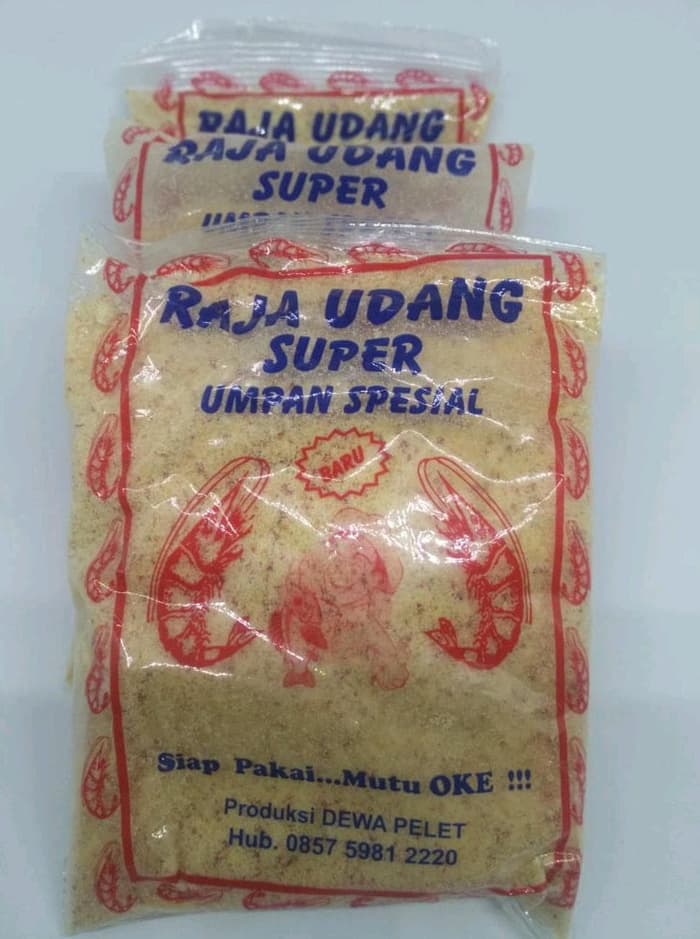 RAJA UDANG
RAJA UDANG
SUPER
RAJA UDANG
SUPER
UMPAN SPESIAL
BARU
Siap Pakai...Mutu OKE !!!
Produksi DEWA PELET
Hub. 0857 5981 2220